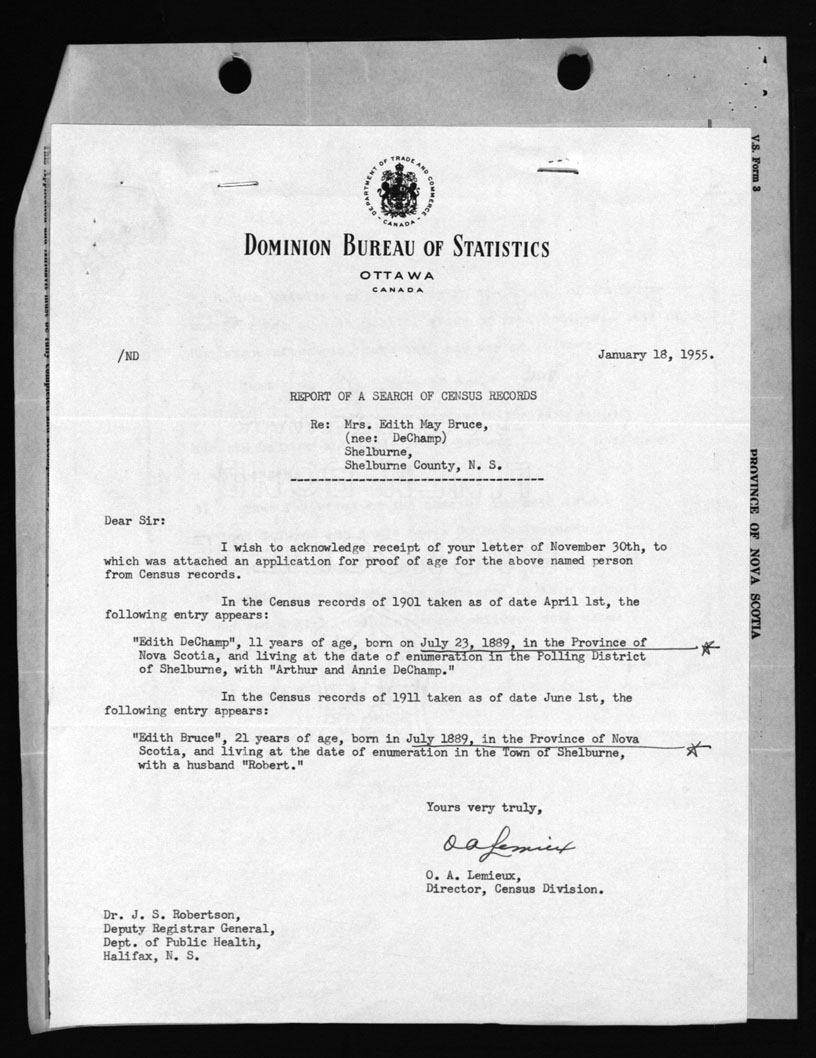 DEPARTMENT OF TRADE AND COMMERCE
- CANADA -
DOMINION BUREAU OF STATISTICS
OTTAWA
CANADA
V.S. Form 3
/ND
January 18, 1955.
REPORT OF A SEARCH OF CENSUS RECORDS
Re: Mrs. Edith May Bruce,
(nee: DeChamp)
Shelburne,
Shelburne County, N. S.
------------------------------------
PROVINCE OF NOVA SCOTIA
Dear Sir:
I wish to acknowledge receipt of your letter of November 30th, to
which was attached an application for proof of age for the above named person
from Census records.
In the Census records of 1901 taken as of date April 1st, the
following entry appears:
"Edith DeChamp", 11 years of age, born on July 23, 1889, in the Province of
Nova Scotia, and living at the date of enumeration in the Polling District
of Shelburne, with "Arthur and Annie DeChamp."
In the Census records of 1911 taken as of date June 1st, the
following entry appears:
"Edith Bruce", 21 years of age, born in July 1889, in the Province of Nova
Scotia, and living at the date of enumeration in the Town of Shelburne,
with a husband "Robert."
Yours very truly,
O A Lemieux
O. A. Lemieux,
Director, Census Division.
Dr. J. S. Robertson,
Deputy Registrar General,
Dept. of Public Health,
Halifax, N. S.